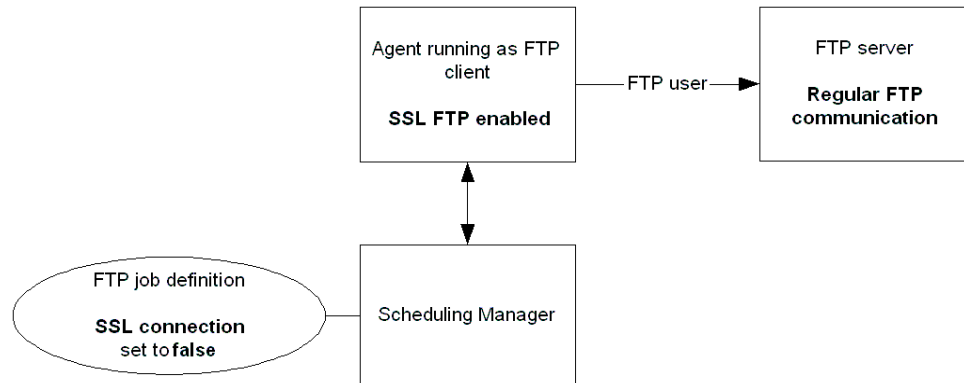 Agent running as FTP
client
SSL FTP enabled
FTP user
FTP server
Regular FTP
communication
FTP job definition
SSL connection
set to false
Scheduling Manager